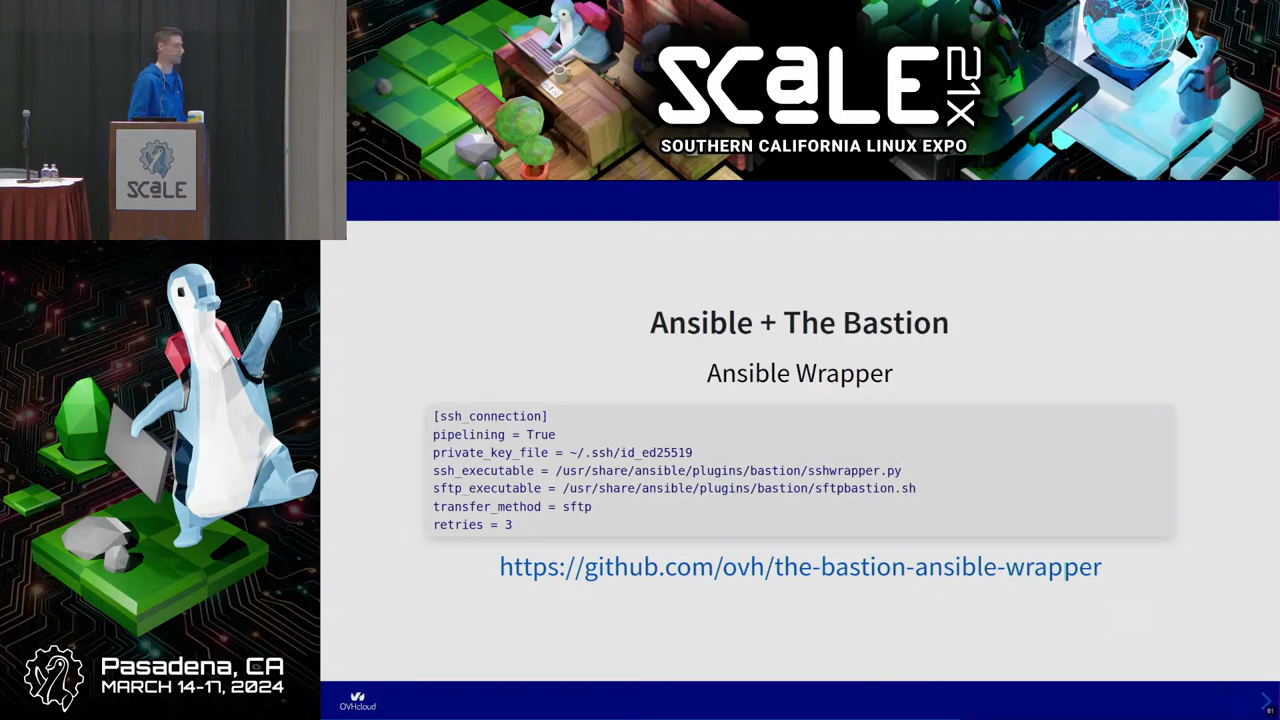 SCALE
21X
SOUTHERN CALIFORNIA LINUX EXPO
SCALE
Ansible + The Bastion
Ansible Wrapper
[ssh_connection]
pipelining = True
private_key_file = ~/.ssh/id_ed25519
ssh_executable = /usr/share/ansible/plugins/bastion/sshwrapper.py
sftp_executable = /usr/share/ansible/plugins/bastion/sftpbastion.sh
transfer_method = sftp
retries = 3
https://github.com/ovh/the-bastion-ansible-wrapper
Pasadena, CA
MARCH 14-17, 2024
OVHcloud
81